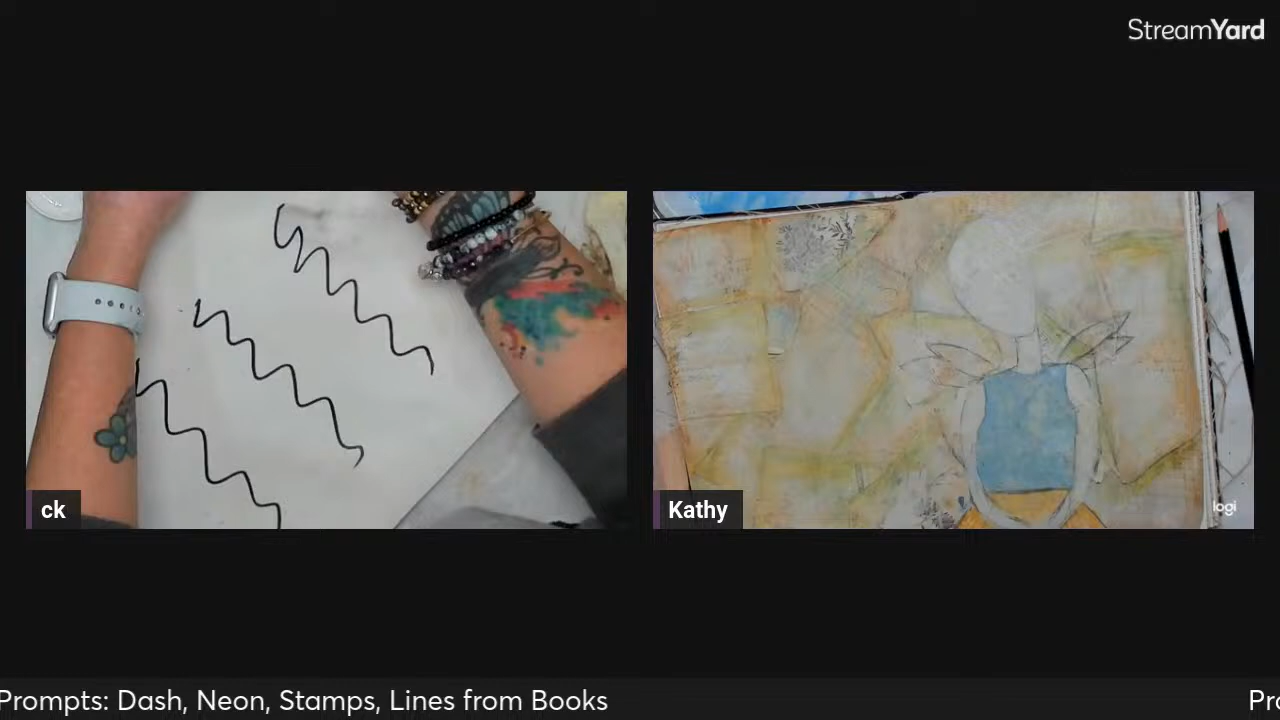 StreamYard
ck
Kathy
logi
Prompts: Dash, Neon, Stamps, Lines from Books
Pro